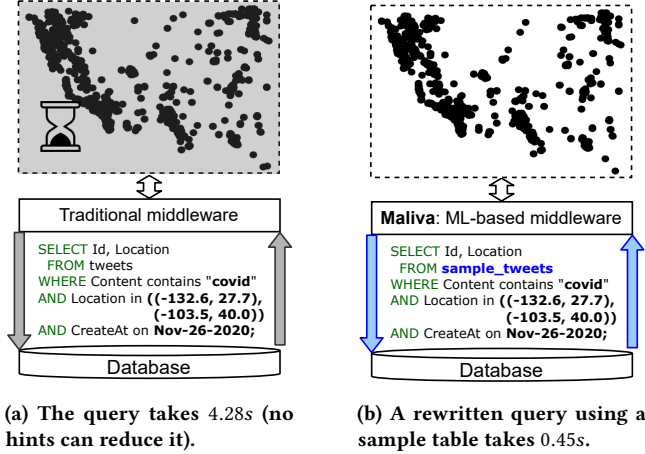 Traditional middleware
SELECT Id, Location
FROM tweets
WHERE Content contains "covid"
AND Location in ((-132.6, 27.7),
(-103.5, 40.0))
AND CreateAt on Nov-26-2020;
Database
(a) The query takes 4.28s (no
hints can reduce it).
Maliva: ML-based middleware
SELECT Id, Location
FROM sample_tweets
WHERE Content contains "covid"
AND Location in ((-132.6, 27.7),
(-103.5, 40.0))
AND CreateAt on Nov-26-2020;
Database
(b) A rewritten query using a
sample table takes 0.45s.